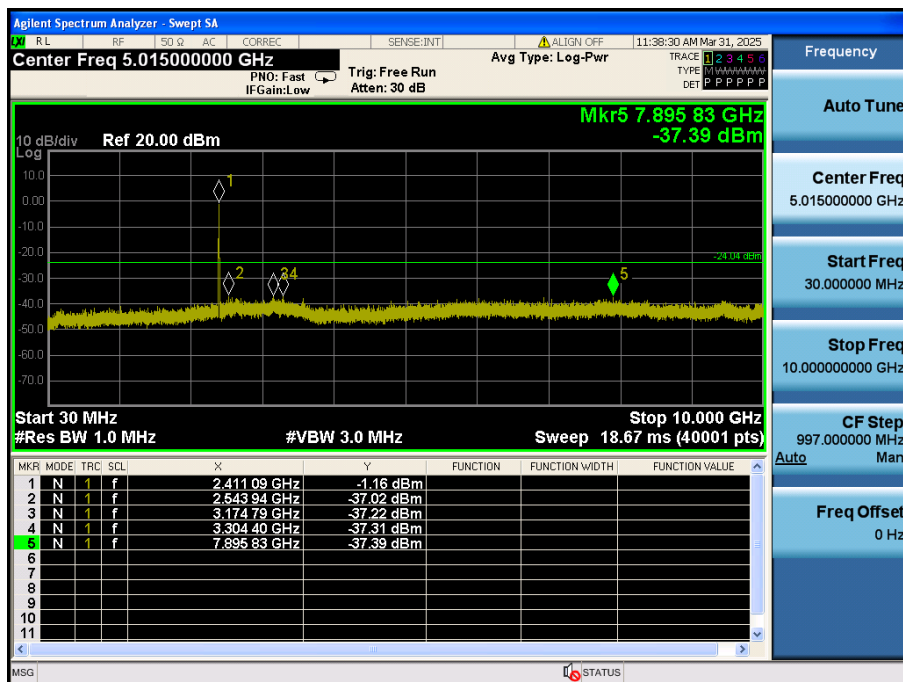 Agilent Spectrum Analyzer - Swept SA
LXI RL RF 50 Ω AC CORREC SENSE:INT ALIGN OFF 11:38:30 AM Mar 31, 2025
Center Freq 5.015000000 GHz
PNO: Fast
IFGain:Low
Trig: Free Run
Atten: 30 dB
Avg Type: Log-Pwr
TRACE 1 2 3 4 5 6
TYPE MWWWWW
DET P P P P P P
Mkr5 7.895 83 GHz
-37.39 dBm
10 dB/div Ref 20.00 dBm
Log
10.0
0.00
-10.0
-20.0
-30.0
-40.0
-50.0
-60.0
-70.0
-24.04 dBm
1
2
3
4
5
Start 30 MHz Stop 10.000 GHz
#Res BW 1.0 MHz #VBW 3.0 MHz Sweep 18.67 ms (40001 pts)
MKR MODE TRC SCL X Y FUNCTION FUNCTION WIDTH FUNCTION VALUE
1 N 1 f 2.411 09 GHz -1.16 dBm
2 N 1 f 2.543 94 GHz -37.02 dBm
3 N 1 f 3.174 79 GHz -37.22 dBm
4 N 1 f 3.304 40 GHz -37.31 dBm
5 N 1 f 7.895 83 GHz -37.39 dBm
6
7
8
9
10
11
MSG STATUS
Frequency
Auto Tune
Center Freq
5.015000000 GHz
Start Freq
30.000000 MHz
Stop Freq
10.000000000 GHz
CF Step
997.000000 MHz
Auto Man
Freq Offset
0 Hz